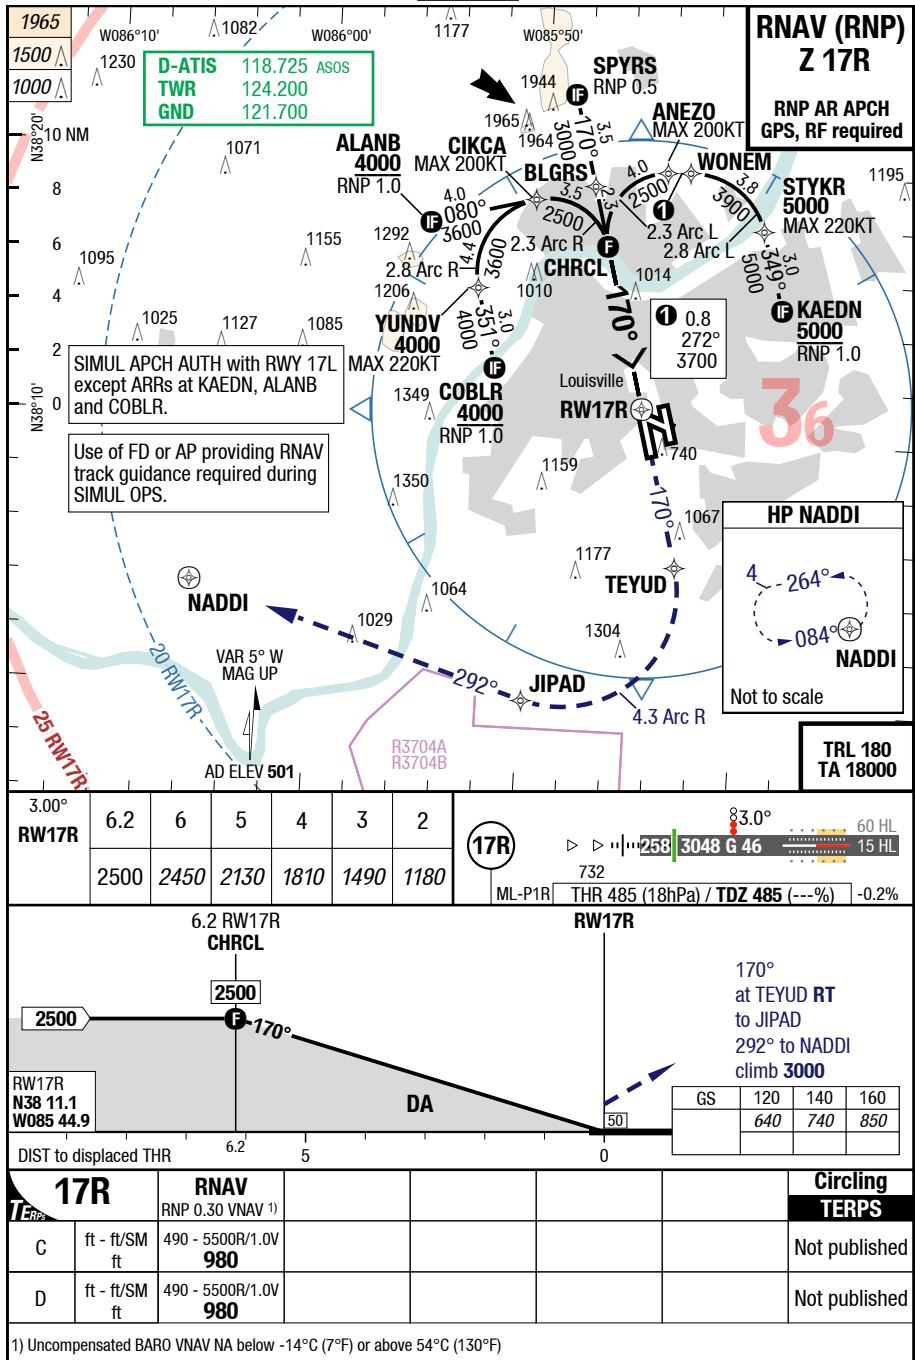 1965
1500
1000
W086°10'
1082
W086°00'
1177
W085°50'
RNAV (RNP)
Z 17R
RNP AR APCH
GPS, RF required
1230
D-ATIS 118.725 ASOS
TWR 124.200
GND 121.700
1944
SPYRS
RNP 0.5
IF
N38°20'
10 NM
1965
1964
170°
3.5
3000
ANEZO
MAX 200KT
ALANB
4000
RNP 1.0
CIKCA
MAX 200KT
BLGRS
WONEM
1071
1195
8
4.0
080°
3600
IF
3.5
2500
2.3
4.0
2500
1
3.8
3900
STYKR
5000
MAX 220KT
6
1292
1155
2.3 Arc R
2.3 Arc L
2.8 Arc L
F
CHRCL
1095
2.8 Arc R
4.4
3600
1010
1014
349°
3.0
5000
4
1206
170°
IF
KAEDN
5000
RNP 1.0
1025
1127
1085
YUNDV
4000
MAX 220KT
351°
3.0
4000
1 0.8
272°
3700
2
SIMUL APCH AUTH with RWY 17L
except ARRs at KAEDN, ALANB
and COBLR.
IF
COBLR
4000
RNP 1.0
Louisville
RW17R
36
N38°10'
0
1349
740
Use of FD or AP providing RNAV
track guidance required during
SIMUL OPS.
1350
1159
170°
1067
HP NADDI
4
264°
084°
NADDI
Not to scale
1177
TEYUD
NADDI
1064
1029
1304
VAR 5° W
MAG UP
20 RW17R
292°
JIPAD
4.3 Arc R
25 RW17R
AD ELEV 501
R3704A
R3704B
TRL 180
TA 18000
3.00°
RW17R
6.2 6 5 4 3 2
2500 2450 2130 1810 1490 1180
17R
3.0°
60 HL
258 3048 G 46
15 HL
732
ML-P1R THR 485 (18hPa) / TDZ 485 (---%) -0.2%
6.2 RW17R
CHRCL
RW17R
2500
2500
F
170°
170°
at TEYUD RT
to JIPAD
292° to NADDI
climb 3000
RW17R
N38 11.1
W085 44.9
DA
50
GS 120 140 160
640 740 850
DIST to displaced THR
6.2
5
0
TERPS
17R
RNAV
RNP 0.30 VNAV 1)
Circling
TERPS
C ft - ft/SM
ft
490 - 5500R/1.0V
980
Not published
D ft - ft/SM
ft
490 - 5500R/1.0V
980
Not published
1) Uncompensated BARO VNAV NA below -14°C (7°F) or above 54°C (130°F)